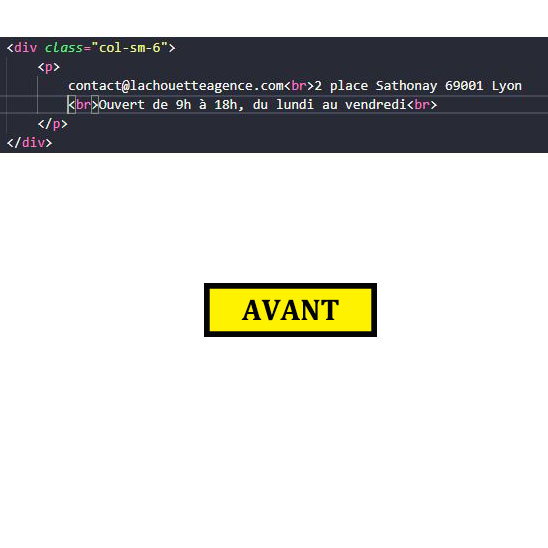 <div class="col-sm-6">
<p>
contact@lachouetteagence.com<br>2 place Sathonay 69001 Lyon
<br>Ouvert de 9h à 18h, du lundi au vendredi<br>
</p>
</div>
AVANT